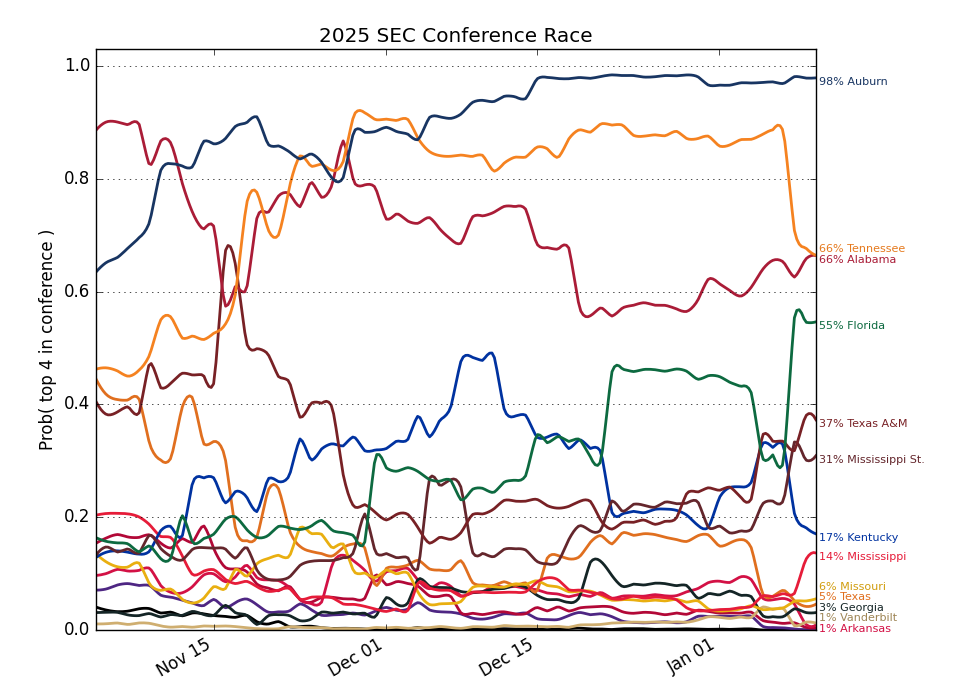 2025 SEC Conference Race
Prob( top 4 in conference )
1.0
0.8
0.6
0.4
0.2
0.0
Nov 15
Dec 01
Dec 15
Jan 01
98% Auburn
66% Tennessee
66% Alabama
55% Florida
37% Texas A&M
31% Mississippi St.
17% Kentucky
14% Mississippi
6% Missouri
5% Texas
3% Georgia
1% Vanderbilt
1% Arkansas